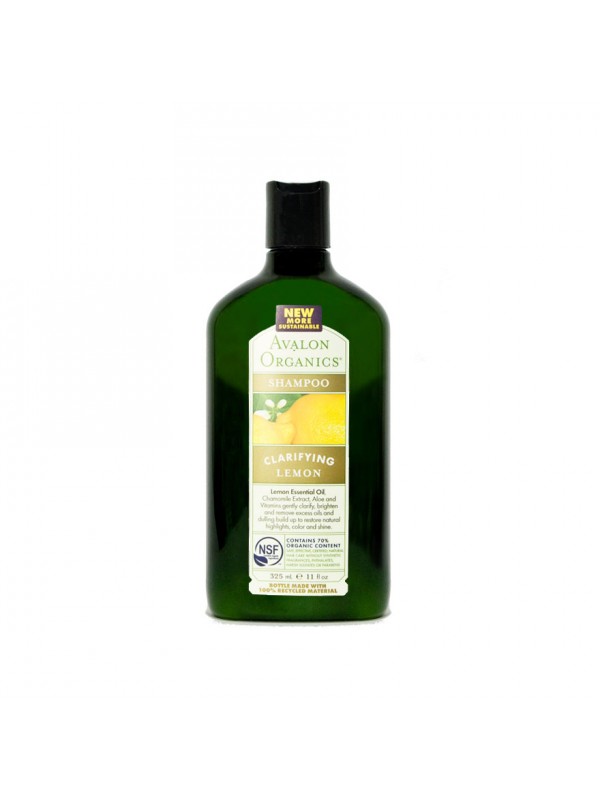 NEW
MORE
SUSTAINABLE
AVALON
ORGANICS™
SHAMPOO
CLARIFYING
LEMON
Lemon Essential Oil,
Chamomile Extract, Aloe and
Vitamins gently clarify, brighten
and remove excess oils and
dulling build up to restore natural
highlights, color and shine.
NSF
CONTAINS 70%
ORGANIC CONTENT
325 mL ℮ 11 fl oz
BOTTLE MADE WITH
100% RECYCLED MATERIAL